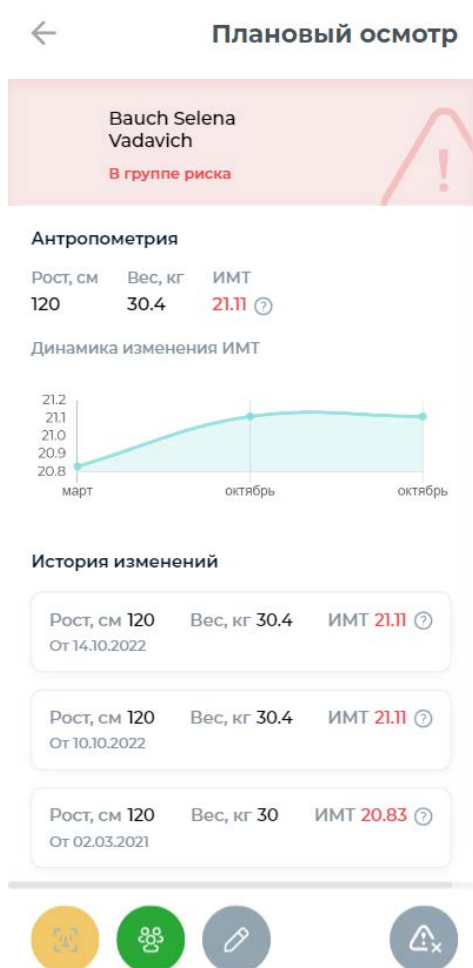 Плановый осмотр
Bauch Selena
Vadavich
В группе риска
Антропометрия
Рост, см Вес, кг ИМТ
120 30.4 21.11 ?
Динамика изменения ИМТ
21.2
21.1
21.0
20.9
20.8
март октябрь октябрь
История изменений
Рост, см 120 Вес, кг 30.4 ИМТ 21.11 ?
От 14.10.2022
Рост, см 120 Вес, кг 30.4 ИМТ 21.11 ?
От 10.10.2022
Рост, см 120 Вес, кг 30 ИМТ 20.83 ?
От 02.03.2021